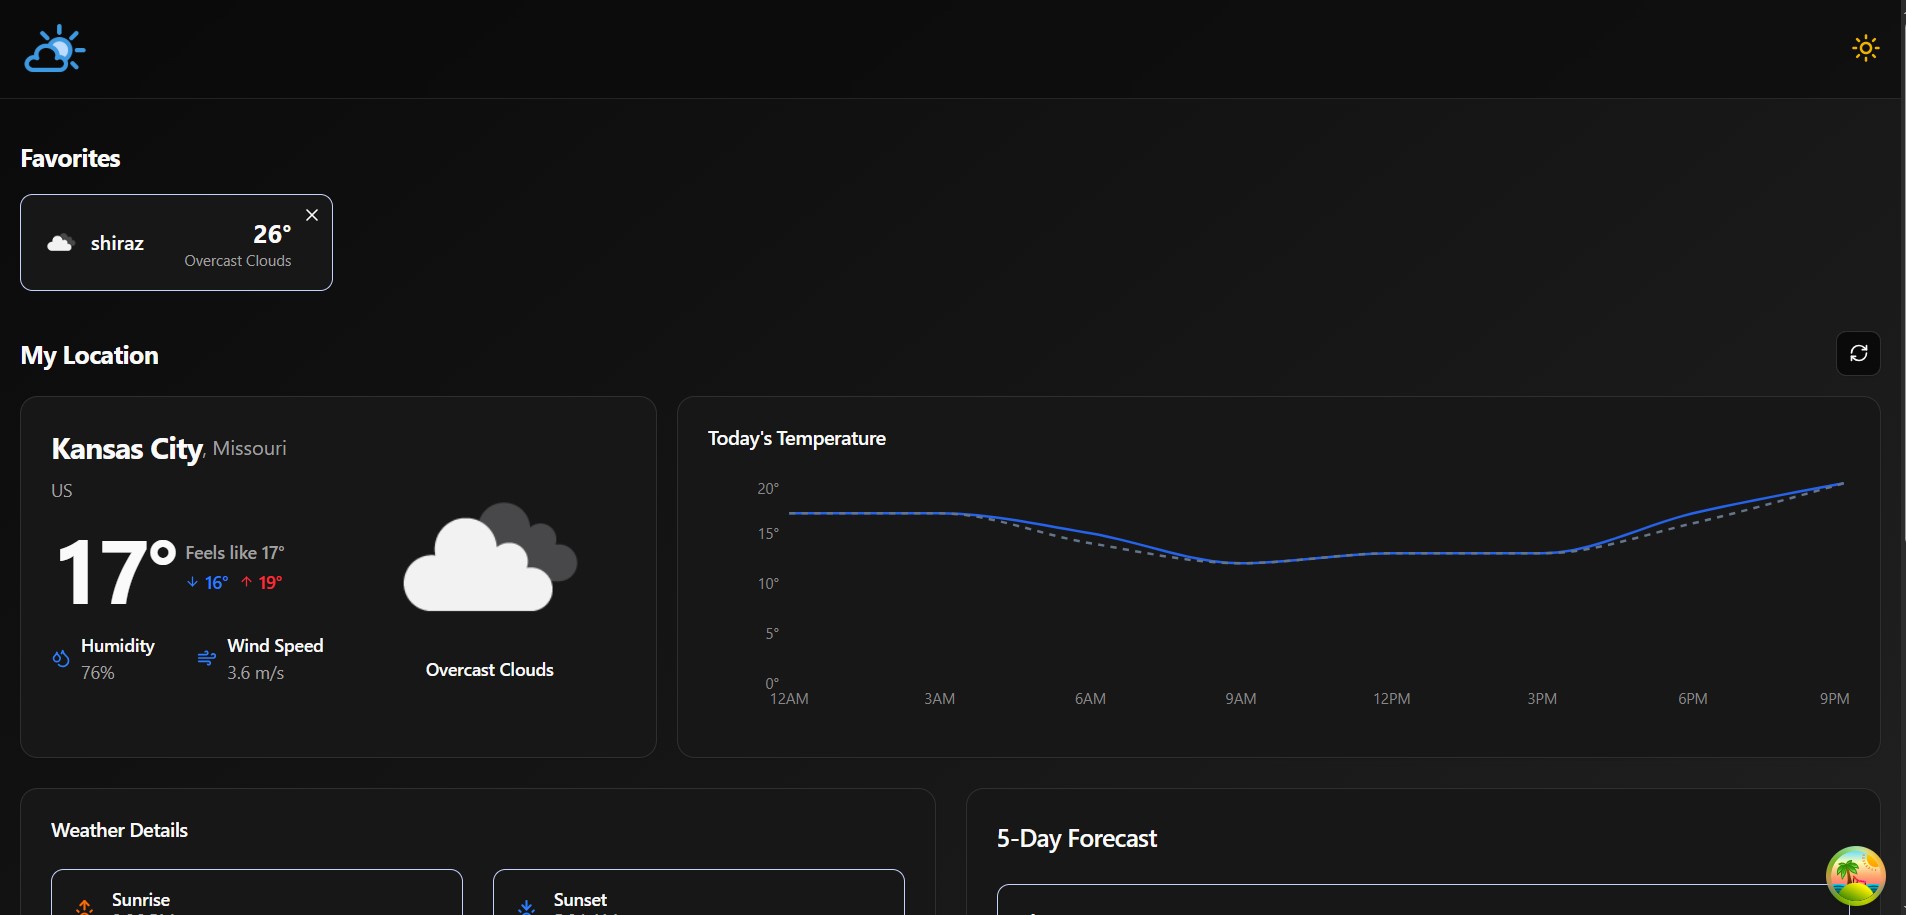 Favorites
shiraz
26°
Overcast Clouds
My Location
Kansas City, Missouri
US
17°
Feels like 17°
16° 19°
Humidity
76%
Wind Speed
3.6 m/s
Overcast Clouds
Today's Temperature
20°
15°
10°
5°
0°
12AM 3AM 6AM 9AM 12PM 3PM 6PM 9PM
Weather Details
Sunrise
Sunset
5-Day Forecast